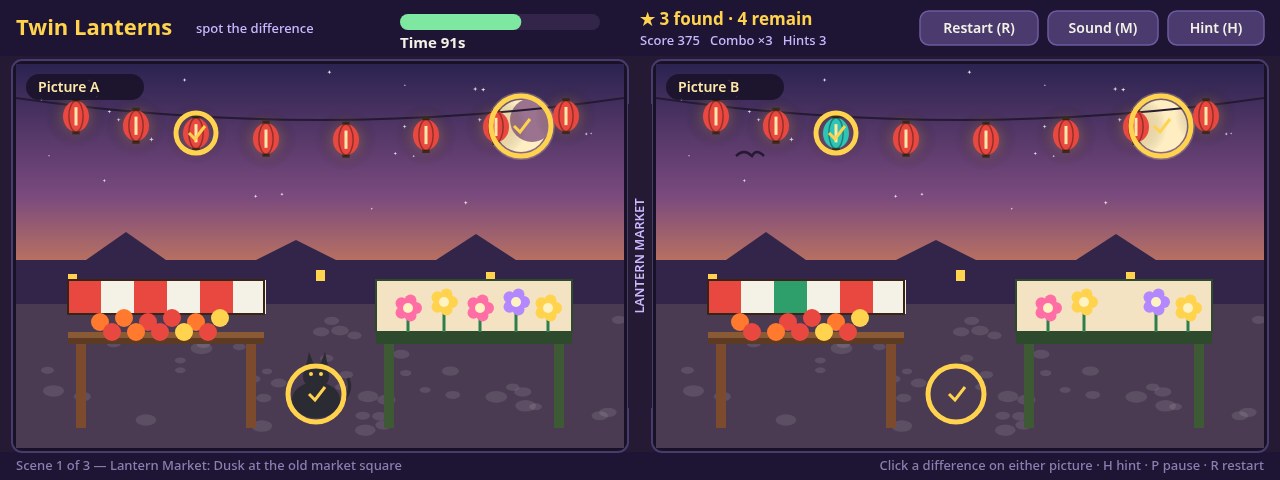 Twin Lanterns
spot the difference
Time 91s
★ 3 found · 4 remain
Score 375 Combo ×3 Hints 3
Restart (R)
Sound (M)
Hint (H)
Picture A
Picture B
LANTERN MARKET
Scene 1 of 3 — Lantern Market: Dusk at the old market square
Click a difference on either picture · H hint · P pause · R restart